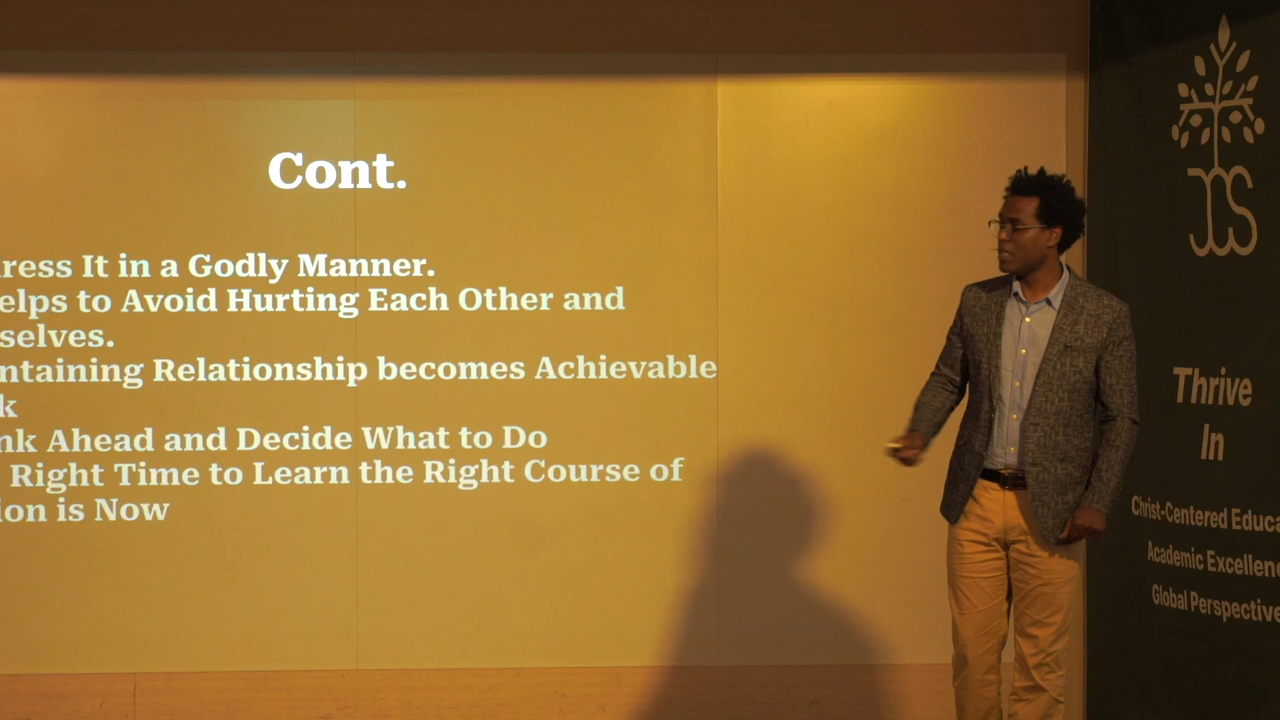 Cont.
ress It in a Godly Manner.
elps to Avoid Hurting Each Other and
selves.
ntaining Relationship becomes Achievable
k
nk Ahead and Decide What to Do
Right Time to Learn the Right Course of
ion is Now
JCS
Thrive
In
Christ-Centered Educa
Academic Excellen
Global Perspective